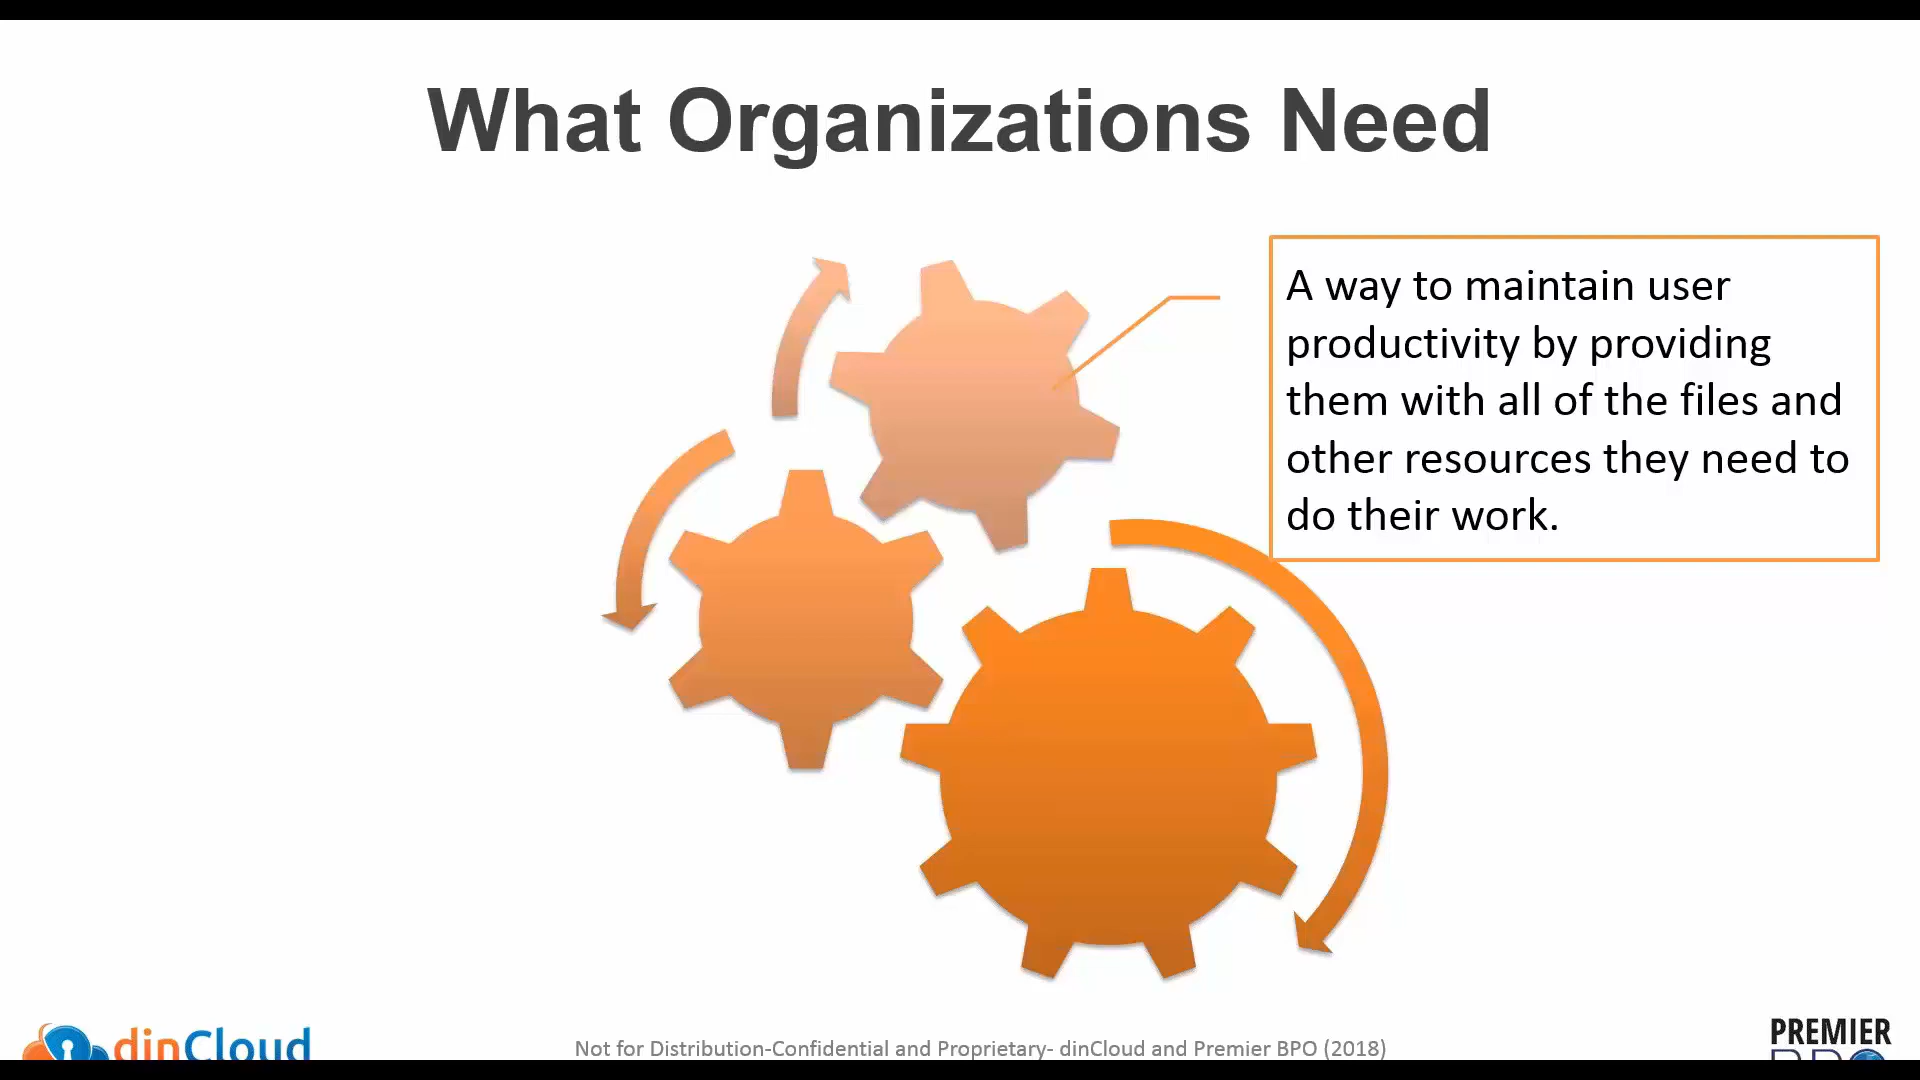 What Organizations Need
A way to maintain user
productivity by providing
them with all of the files and
other resources they need to
do their work.
dinCloud
Not for Distribution-Confidential and Proprietary- dinCloud and Premier BPO (2018)
PREMIER
BPO